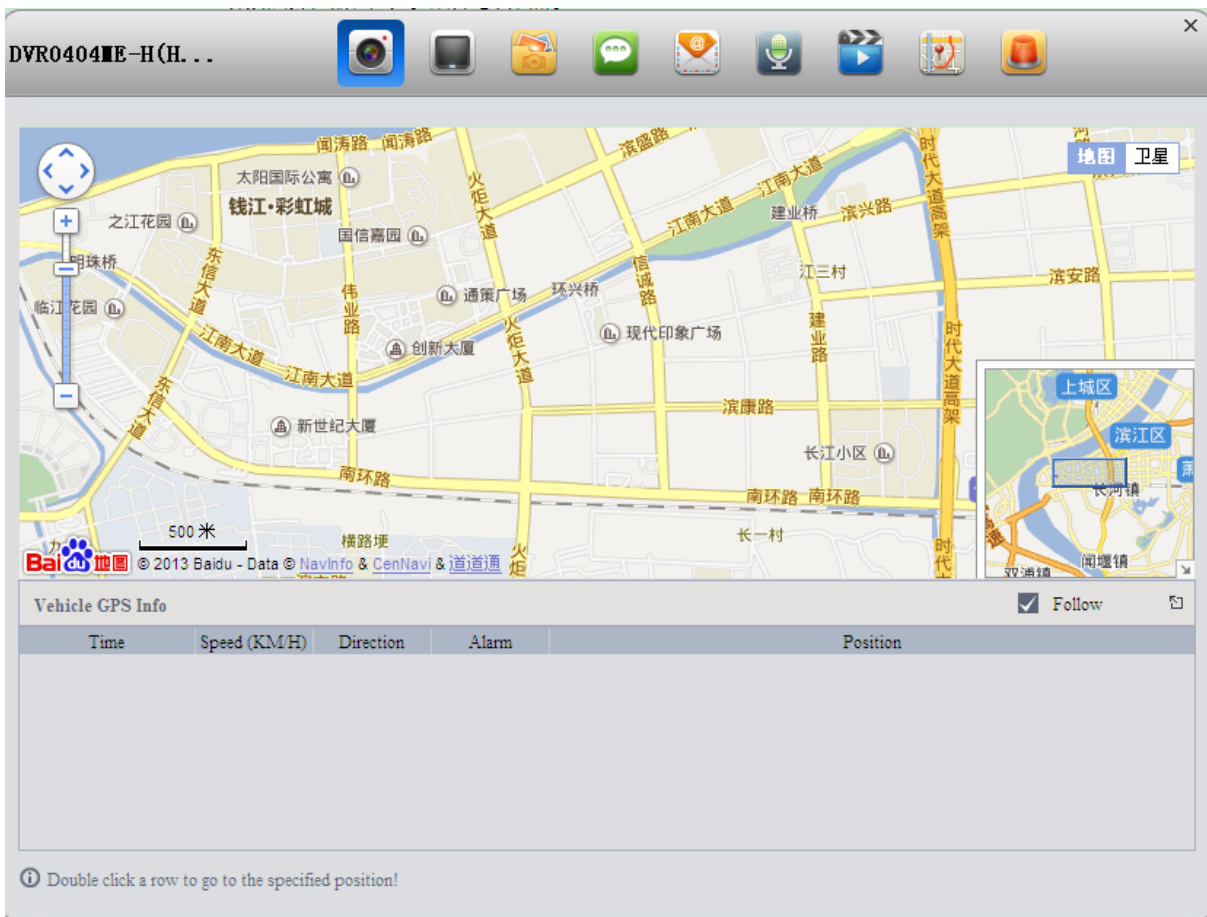 DVR0404ME-H(H...
地图 卫星
闻涛路 闻涛路
滨盛路
时代大道高架
太阳国际公寓
火炬大道
江南大道
钱江·彩虹城
江南大道
建业桥
滨兴路
之江花园
国信嘉园
明珠桥
东信大道
信诚路
江三村
滨安路
伟业路
通策广场
环兴桥
临江花园
现代印象广场
建业路
江南大道
创新大厦
火炬大道
时代大道高架
江南大道
东信大道
滨康路
上城区
新世纪大厦
滨江区
长江小区
南环路
南环路 南环路
长河镇
500 米
横路埂
长一村
闻堰镇
双浦镇
Bai du 地图 © 2013 Baidu - Data © NavInfo & CenNavi & 道道通
火炬
时代
Vehicle GPS Info
Follow
Time Speed (KM/H) Direction Alarm Position
Double click a row to go to the specified position!